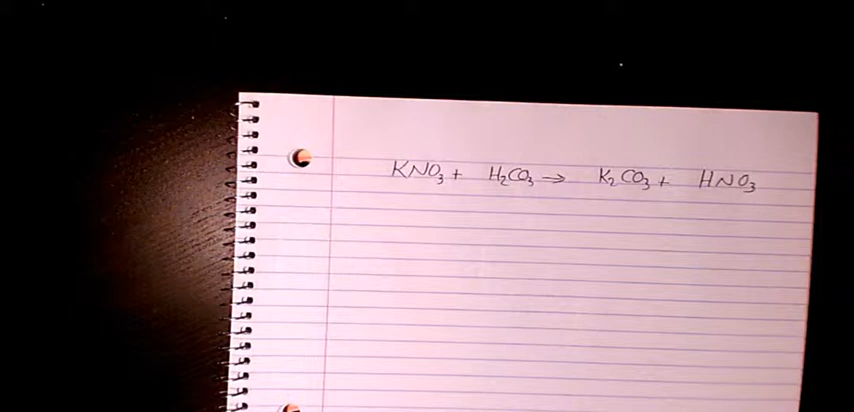 KNO₃ + H₂CO₃ → K₂CO₃ + HNO₃